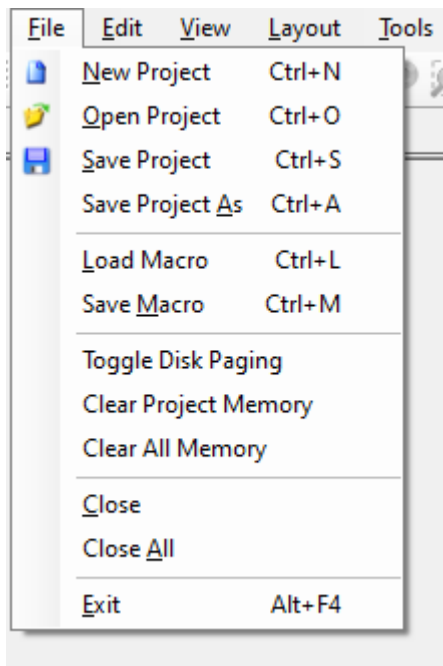 File Edit View Layout Tools
New Project Ctrl+N
Open Project Ctrl+O
Save Project Ctrl+S
Save Project As Ctrl+A
Load Macro Ctrl+L
Save Macro Ctrl+M
Toggle Disk Paging
Clear Project Memory
Clear All Memory
Close
Close All
Exit Alt+F4